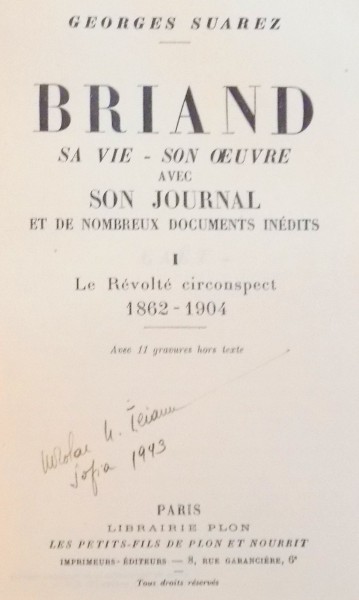 GEORGES SUAREZ
BRIAND
SA VIE - SON ŒUVRE
AVEC
SON JOURNAL
ET DE NOMBREUX DOCUMENTS INÉDITS
I
Le Révolté circonspect
1862-1904
Avec 11 gravures hors texte
Sofia 1943
PARIS
LIBRAIRIE PLON
LES PETITS-FILS DE PLON ET NOURRIT
IMPRIMEURS-ÉDITEURS — 8, RUE GARANCIÈRE, 6ᵉ
Tous droits réservés